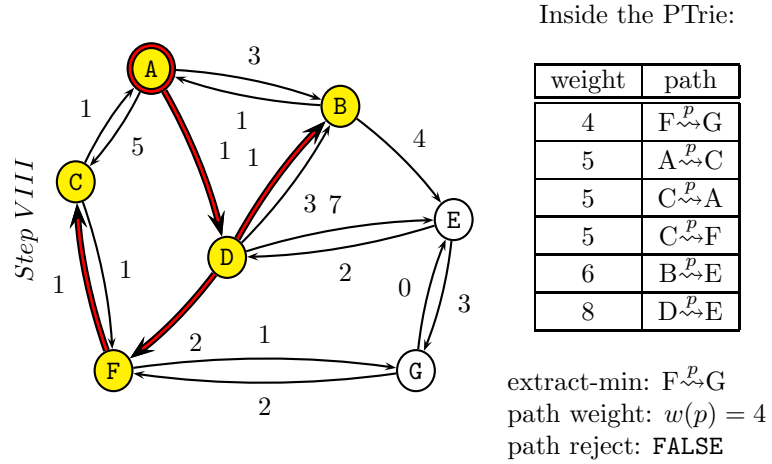 Inside the PTrie:
weight path
4 F p⇝ G
5 A p⇝ C
5 C p⇝ A
5 C p⇝ F
6 B p⇝ E
8 D p⇝ E
extract-min: F p⇝ G
path weight: w(p) = 4
path reject: FALSE
Step VIII
A
3
B
1
1
5
1 1
4
C
3 7
E
D
1
1
2
0
3
2
1
F
G
2